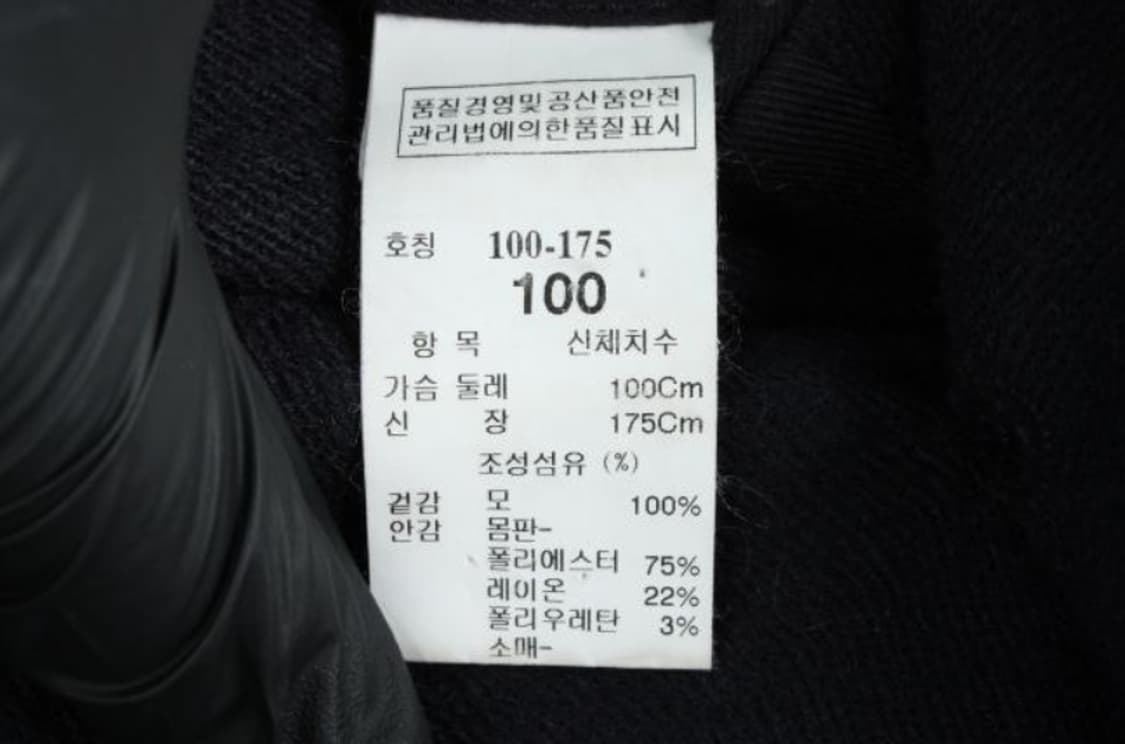 품질경영및공산품안전
관리법에의한품질표시
호칭 100-175
100
항 목 신체치수
가슴 둘레 100Cm
신 장 175Cm
조성섬유 (%)
겉감 모 100%
안감 몸판-
폴리에스터 75%
레이온 22%
폴리우레탄 3%
소매-